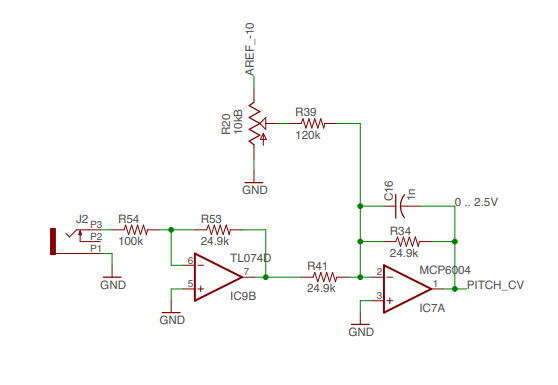 AREF_-10
R20
10kB
R39
120k
GND
C16
1n
0 .. 2.5V
J2
P3
P2
P1
R54
100k
R53
24.9k
R34
24.9k
TL074D
6
7
5
IC9B
R41
24.9k
MCP6004
2
1
3
PITCH_CV
IC7A
GND
GND
GND